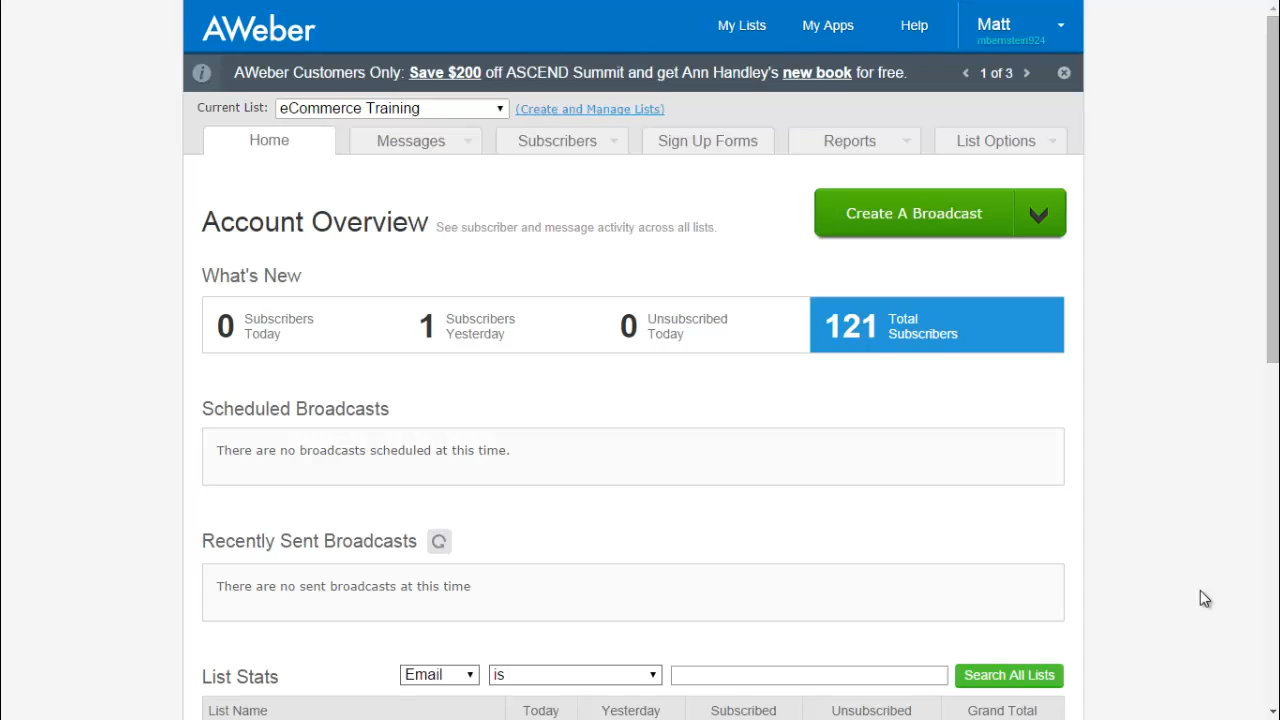 AWeber
My Lists
My Apps
Help
Matt
mbernstein924
AWeber Customers Only: Save $200 off ASCEND Summit and get Ann Handley's new book for free.
1 of 3
Current List: eCommerce Training (Create and Manage Lists)
Home
Messages
Subscribers
Sign Up Forms
Reports
List Options
Account Overview See subscriber and message activity across all lists.
Create A Broadcast
What's New
0 Subscribers Today
1 Subscribers Yesterday
0 Unsubscribed Today
121 Total Subscribers
Scheduled Broadcasts
There are no broadcasts scheduled at this time.
Recently Sent Broadcasts
There are no sent broadcasts at this time
List Stats
Email
is
Search All Lists
List Name
Today
Yesterday
Subscribed
Unsubscribed
Grand Total